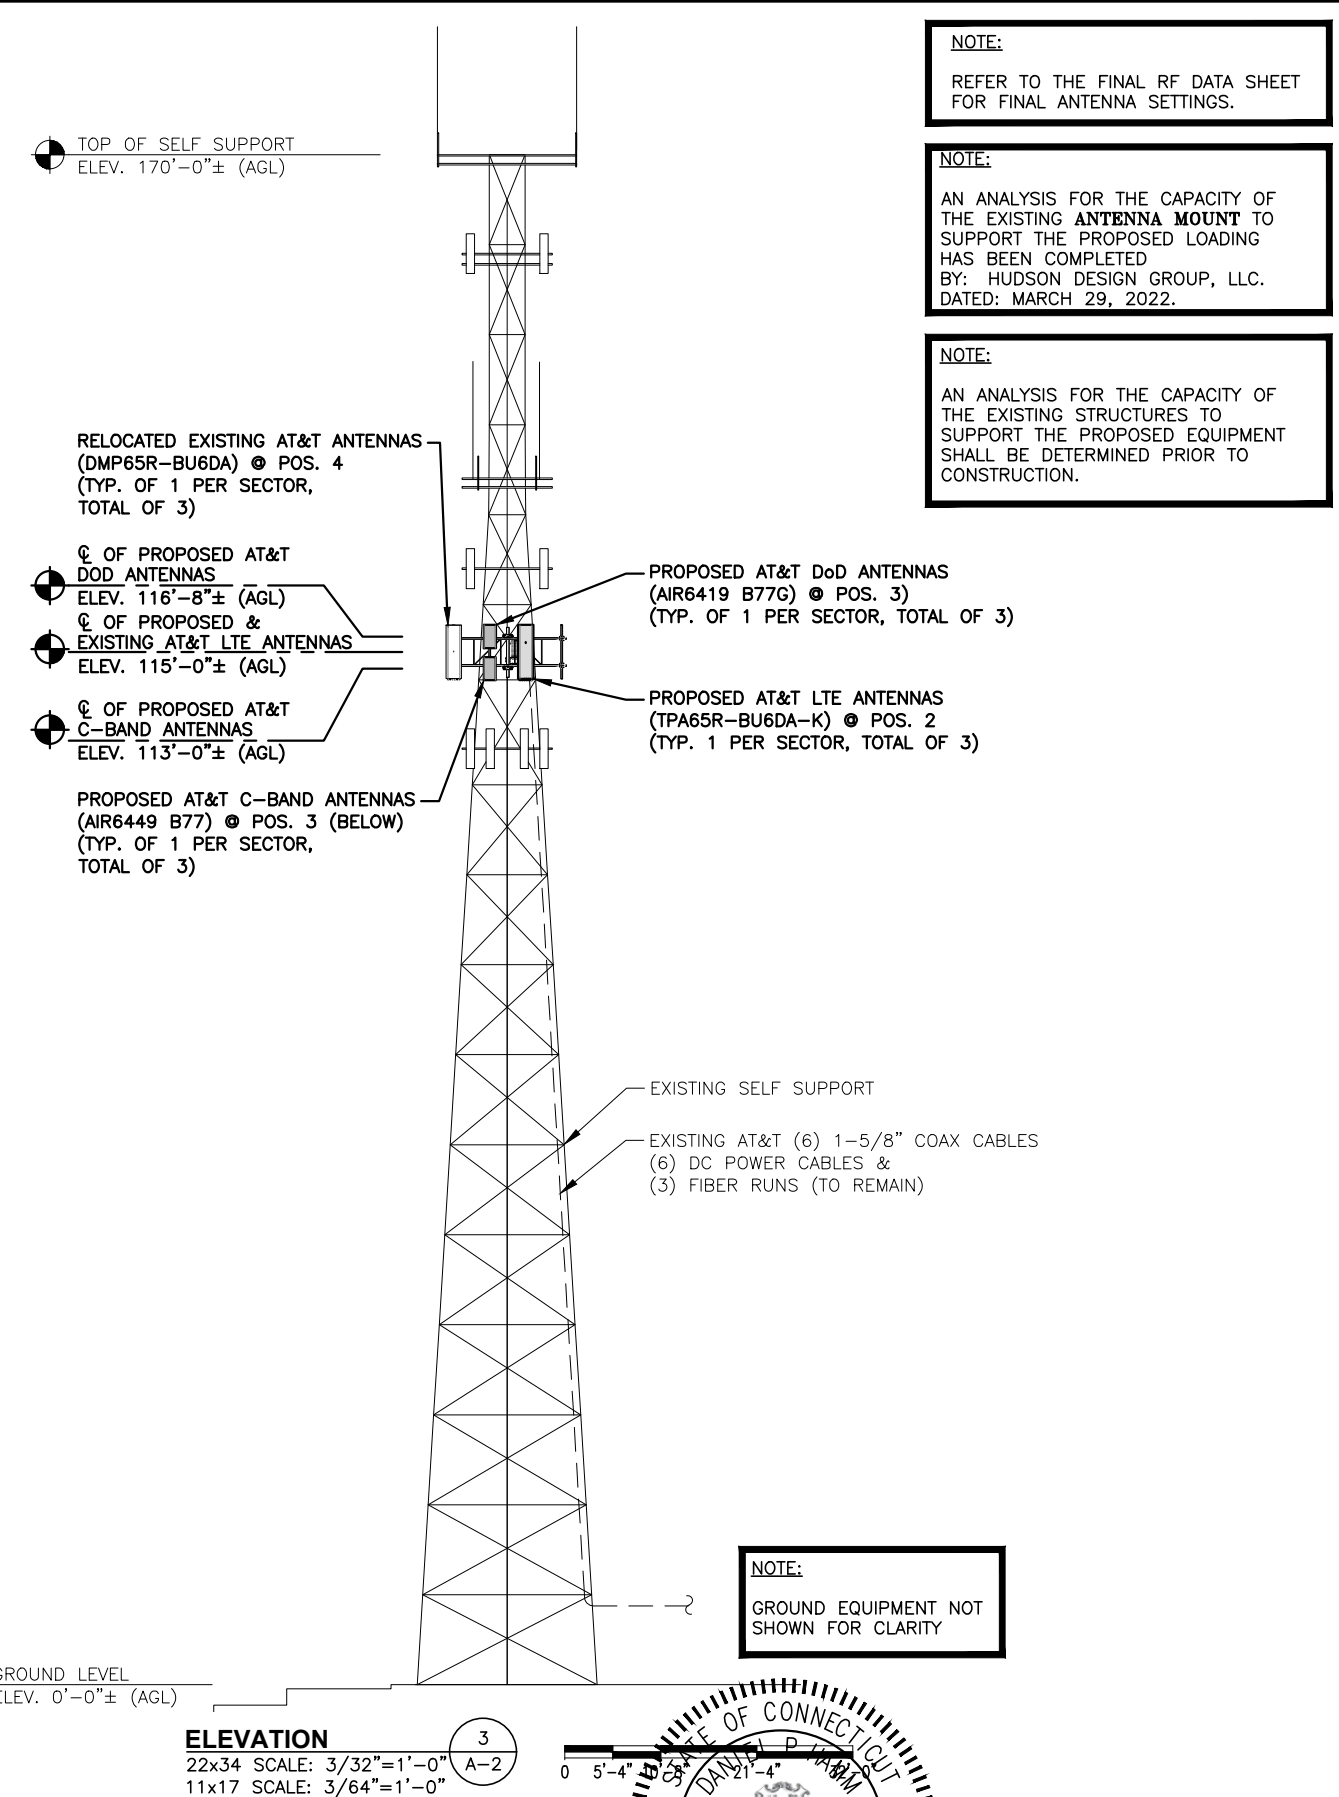 NOTE:
REFER TO THE FINAL RF DATA SHEET
FOR FINAL ANTENNA SETTINGS.
TOP OF SELF SUPPORT
ELEV. 170'-0"± (AGL)
NOTE:
AN ANALYSIS FOR THE CAPACITY OF
THE EXISTING ANTENNA MOUNT TO
SUPPORT THE PROPOSED LOADING
HAS BEEN COMPLETED
BY: HUDSON DESIGN GROUP, LLC.
DATED: MARCH 29, 2022.
NOTE:
AN ANALYSIS FOR THE CAPACITY OF
THE EXISTING STRUCTURES TO
SUPPORT THE PROPOSED EQUIPMENT
SHALL BE DETERMINED PRIOR TO
CONSTRUCTION.
RELOCATED EXISTING AT&T ANTENNAS
(DMP65R-BU6DA) @ POS. 4
(TYP. OF 1 PER SECTOR,
TOTAL OF 3)
℄ OF PROPOSED AT&T
DOD ANTENNAS
ELEV. 116'-8"± (AGL)
℄ OF PROPOSED &
EXISTING AT&T LTE ANTENNAS
ELEV. 115'-0"± (AGL)
℄ OF PROPOSED AT&T
C-BAND ANTENNAS
ELEV. 113'-0"± (AGL)
PROPOSED AT&T C-BAND ANTENNAS
(AIR6449 B77) @ POS. 3 (BELOW)
(TYP. OF 1 PER SECTOR,
TOTAL OF 3)
PROPOSED AT&T DoD ANTENNAS
(AIR6419 B77G) @ POS. 3)
(TYP. OF 1 PER SECTOR, TOTAL OF 3)
PROPOSED AT&T LTE ANTENNAS
(TPA65R-BU6DA-K) @ POS. 2
(TYP. 1 PER SECTOR, TOTAL OF 3)
EXISTING SELF SUPPORT
EXISTING AT&T (6) 1-5/8" COAX CABLES
(6) DC POWER CABLES &
(3) FIBER RUNS (TO REMAIN)
NOTE:
GROUND EQUIPMENT NOT
SHOWN FOR CLARITY
GROUND LEVEL
ELEV. 0'-0"± (AGL)
ELEVATION
22x34 SCALE: 3/32"=1'-0"
11x17 SCALE: 3/64"=1'-0"
3
A-2
0 5'-4" 10'-8" 21'-4" 32'-0"
STATE OF CONNECTICUT
DANIEL P. HAMM